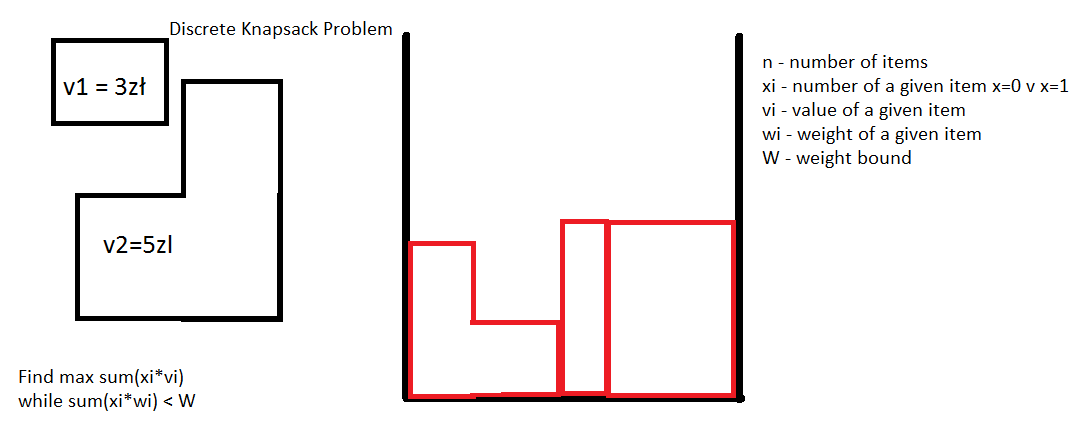 Discrete Knapsack Problem
v1 = 3zł
v2=5zl
Find max sum(xi*vi)
while sum(xi*wi) < W
n - number of items
xi - number of a given item x=0 v x=1
vi - value of a given item
wi - weight of a given item
W - weight bound